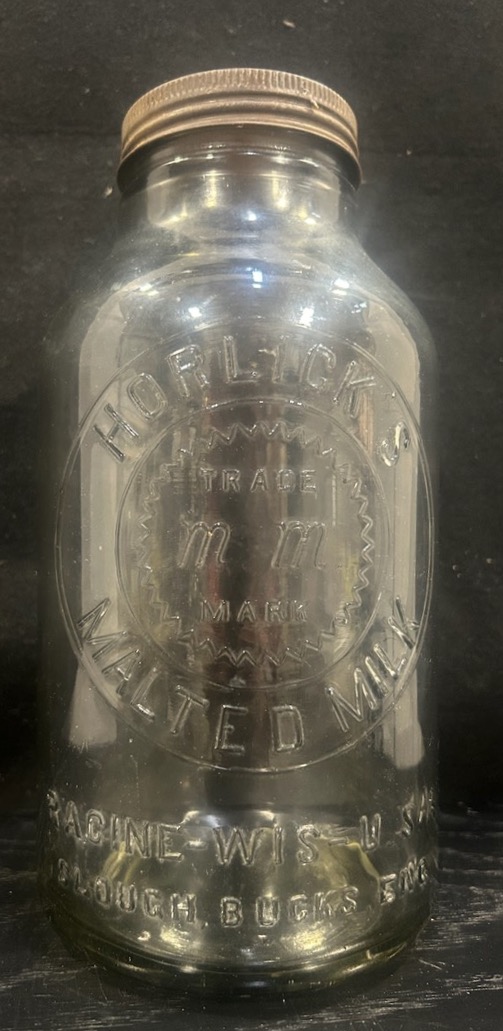 HORLICK'S
TRADE
m m
MARK
MALTED MILK
RACINE-WIS-U S A
SLOUGH, BUCKS, ENG